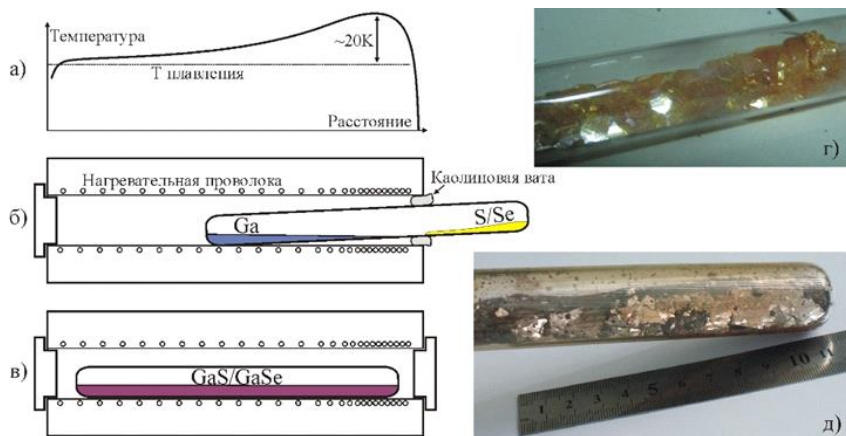 Температура
~20K
а)
Т плавления
Расстояние
г)
Нагревательная проволока
Каолиновая вата
б)
Ga
S/Se
в)
GaS/GaSe
1 2 3 4 5 6 7 8 9 10 11
д)